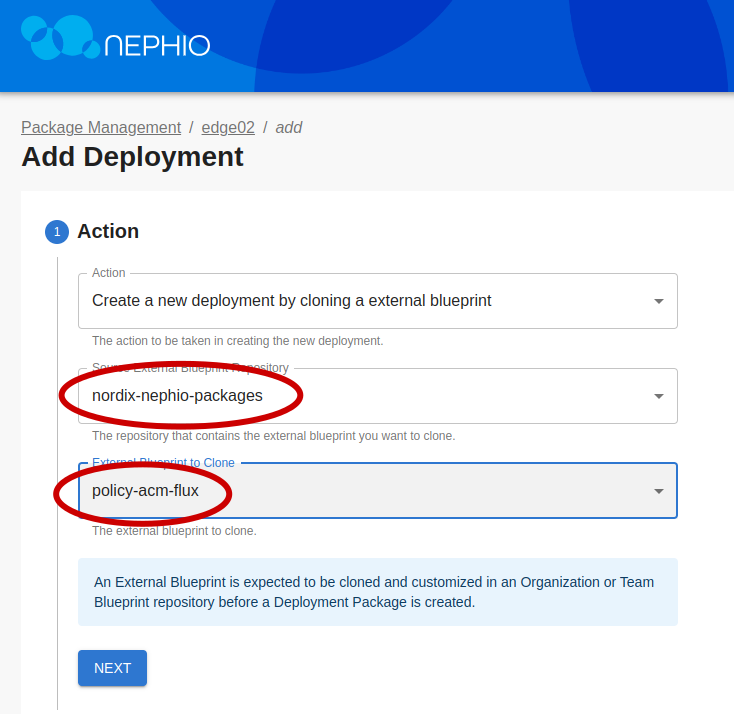 NEPHIO
Package Management / edge02 / add
Add Deployment
1 Action
Action
Create a new deployment by cloning a external blueprint
The action to be taken in creating the new deployment.
Source External Blueprint Repository
nordix-nephio-packages
The repository that contains the external blueprint you want to clone.
External Blueprint to Clone
policy-acm-flux
The external blueprint to clone.
An External Blueprint is expected to be cloned and customized in an Organization or Team
Blueprint repository before a Deployment Package is created.
NEXT